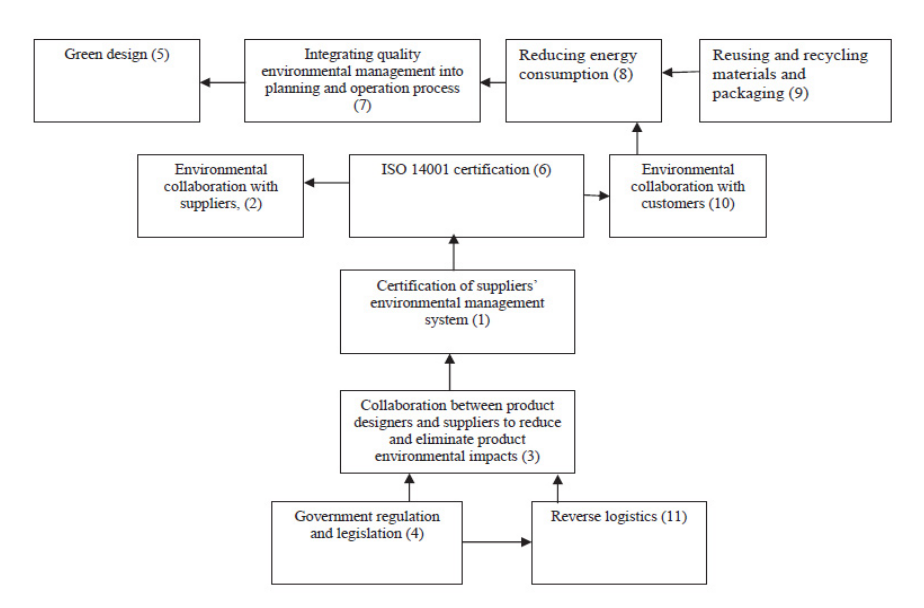 Green design (5)
Integrating quality
environmental management into
planning and operation process
(7)
Reducing energy
consumption (8)
Reusing and recycling
materials and
packaging (9)
Environmental
collaboration with
suppliers, (2)
ISO 14001 certification (6)
Environmental
collaboration with
customers (10)
Certification of suppliers’
environmental management
system (1)
Collaboration between product
designers and suppliers to reduce
and eliminate product
environmental impacts (3)
Government regulation
and legislation (4)
Reverse logistics (11)